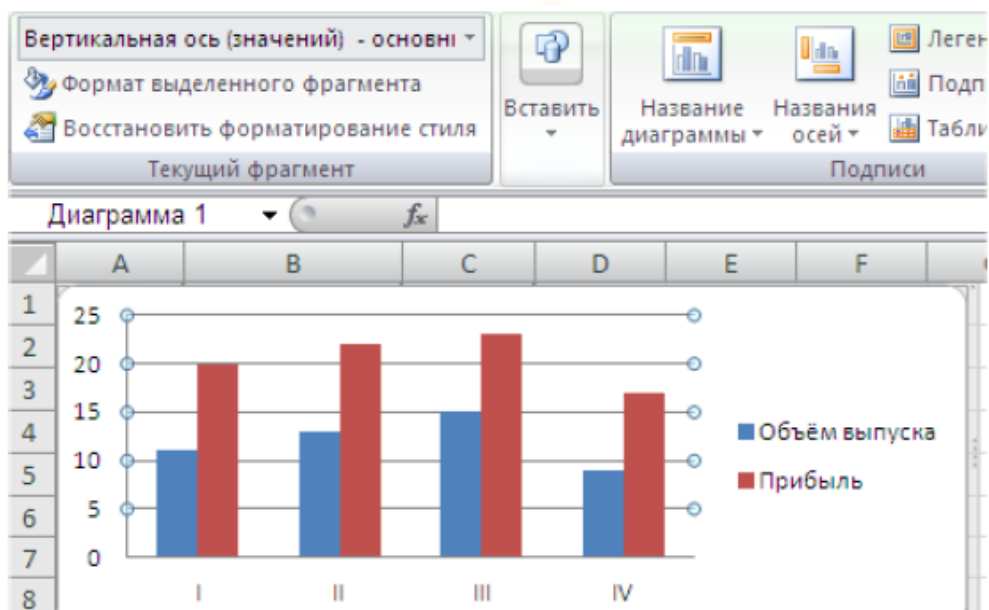 Вертикальная ось (значений) - основны
Формат выделенного фрагмента
Восстановить форматирование стиля
Текущий фрагмент
Вставить
Название
диаграммы
Названия
осей
Леген
Подп
Табли
Подписи
Диаграмма 1
fx
A B C D E F
1
2
3
4
5
6
7
8
25
20
15
10
5
0
I II III IV
Объём выпуска
Прибыль